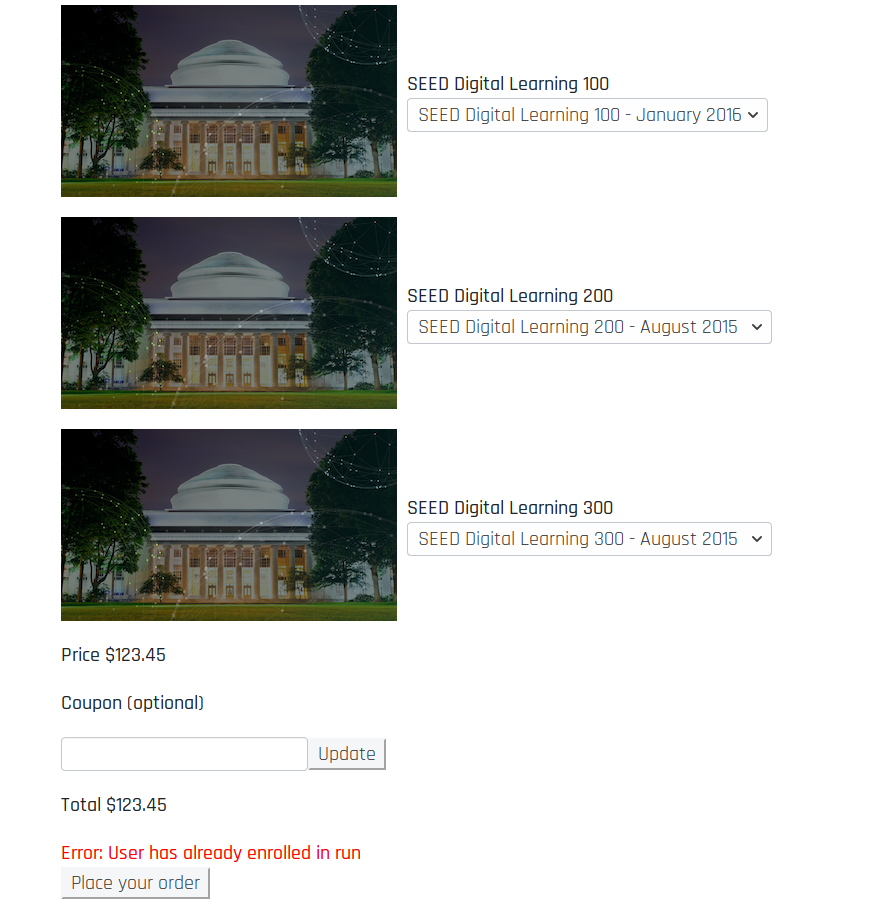 SEED Digital Learning 100
SEED Digital Learning 100 - January 2016
SEED Digital Learning 200
SEED Digital Learning 200 - August 2015
SEED Digital Learning 300
SEED Digital Learning 300 - August 2015
Price $123.45
Coupon (optional)
Update
Total $123.45
Error: User has already enrolled in run
Place your order